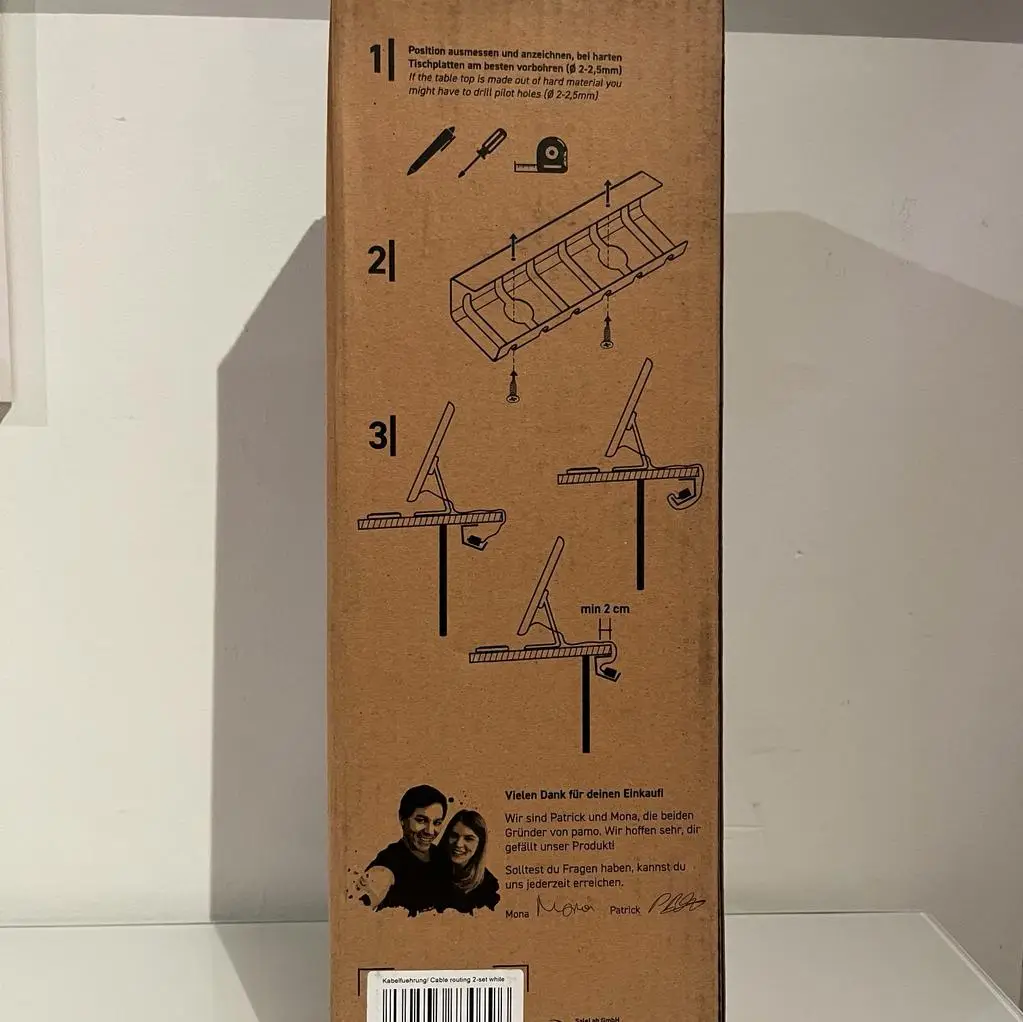 1|
Position ausmessen und anzeichnen, bei harten
Tischplatten am besten vorbohren (Ø 2-2,5mm)
If the table top is made out of hard material you
might have to drill pilot holes (Ø 2-2,5mm)
2|
3|
min 2 cm
Vielen Dank für deinen Einkauf!
Wir sind Patrick und Mona, die beiden
Gründer von pamo. Wir hoffen sehr, dir
gefällt unser Produkt!
Solltest du Fragen haben, kannst du
uns jederzeit erreichen.
Mona Mona Patrick
Kabelfuehrung/ Cable routing 2-set white